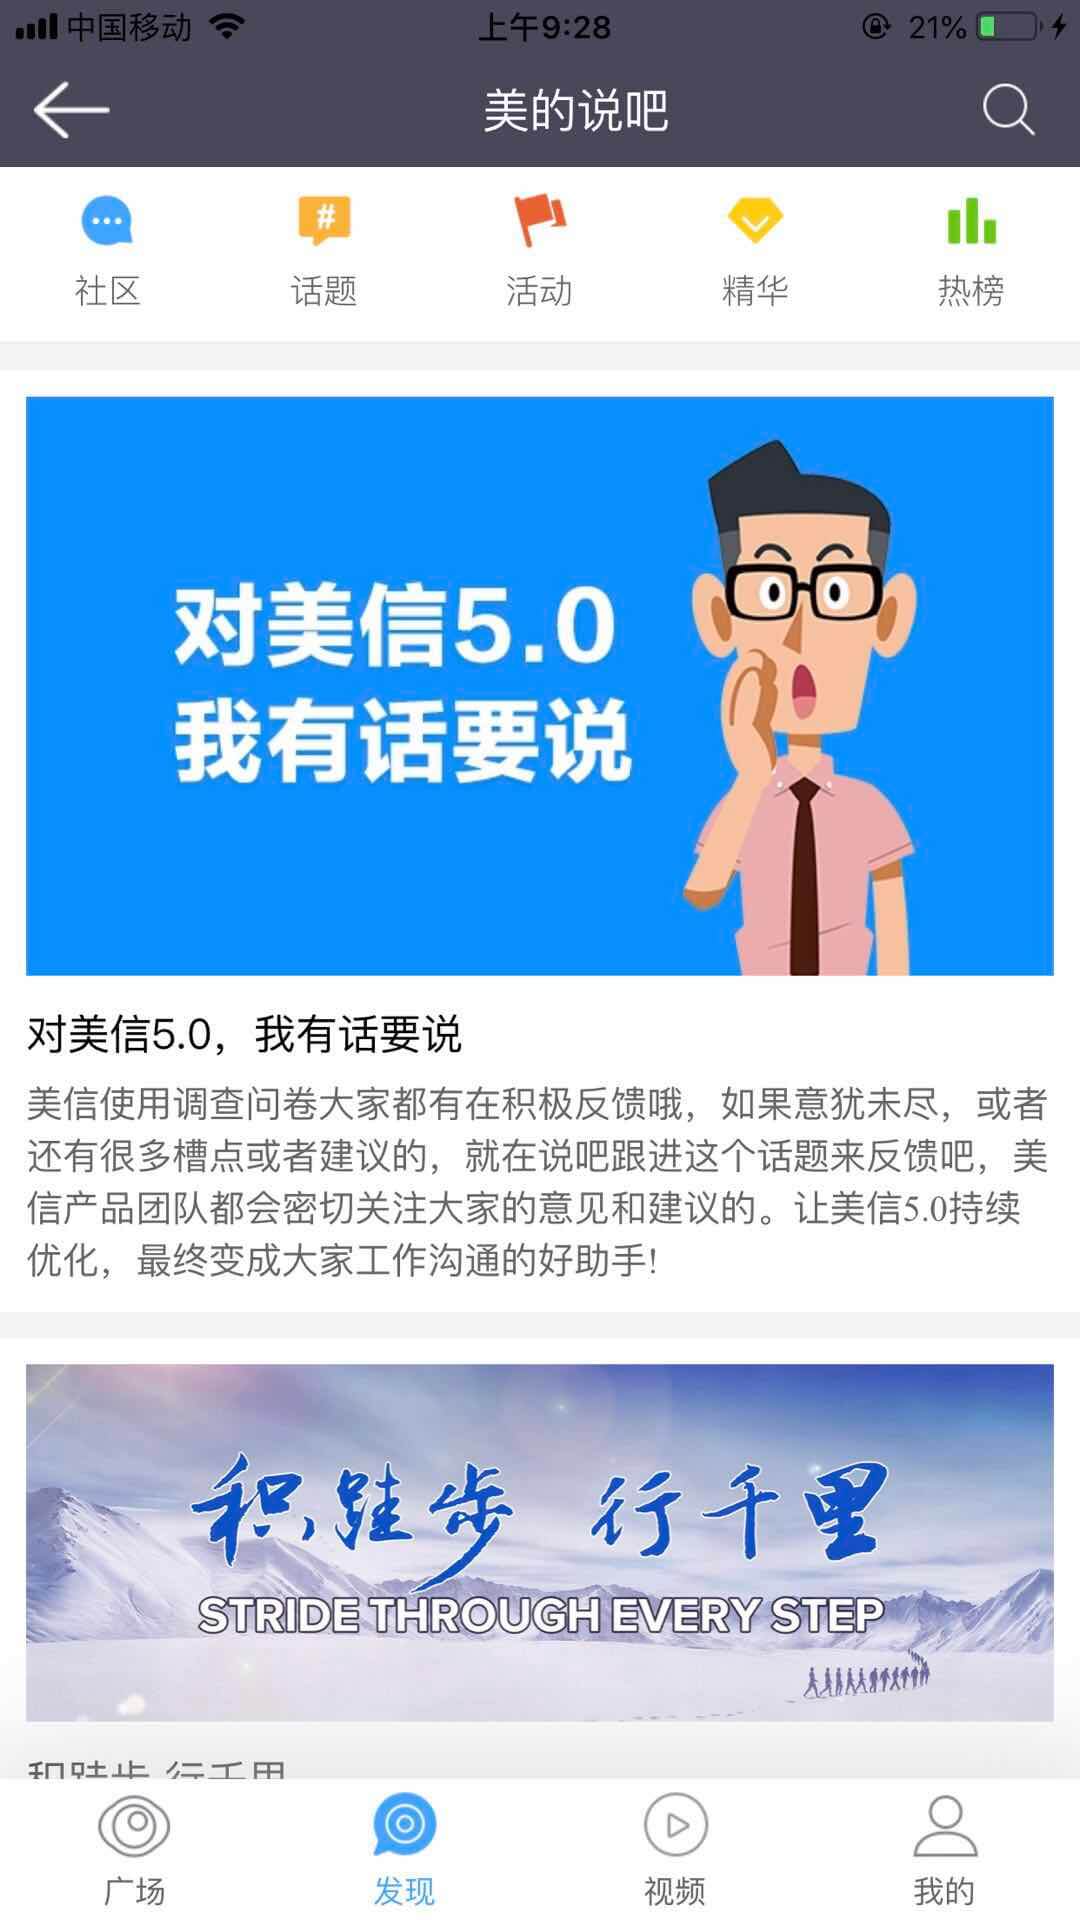 中国移动 上午9:28 21%
美的说吧
社区 话题 活动 精华 热榜
对美信5.0
我有话要说
对美信5.0，我有话要说
美信使用调查问卷大家都有在积极反馈哦，如果意犹未尽，或者
还有很多槽点或者建议的，就在说吧跟进这个话题来反馈吧，美
信产品团队都会密切关注大家的意见和建议的。让美信5.0持续
优化，最终变成大家工作沟通的好助手!
积跬步 行千里
STRIDE THROUGH EVERY STEP
积跬步 行千里
广场 发现 视频 我的